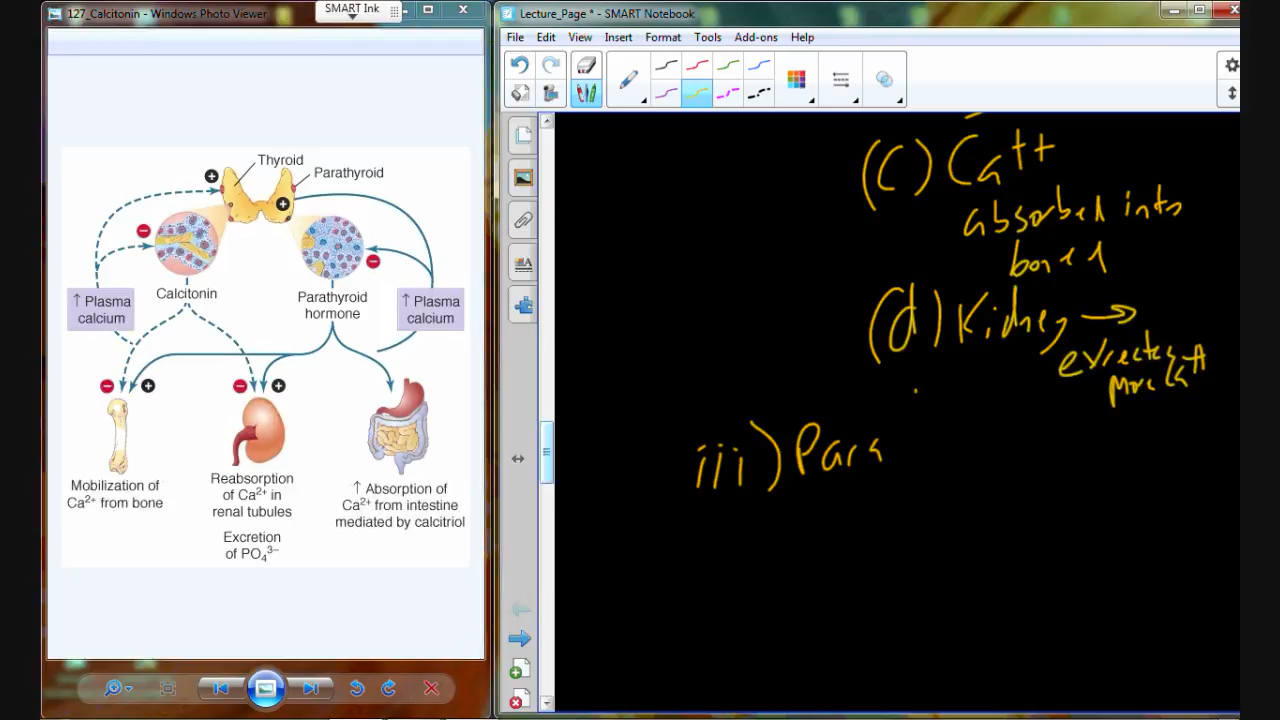 127_Calcitonin - Windows Photo Viewer
SMART Ink
Thyroid
Parathyroid
Calcitonin
Parathyroid
hormone
↑ Plasma
calcium
↑ Plasma
calcium
Mobilization of
Ca²⁺ from bone
Reabsorption
of Ca²⁺ in
renal tubules
Excretion
of PO₄³⁻
↑ Absorption of
Ca²⁺ from intestine
mediated by calcitriol
Lecture_Page * - SMART Notebook
File Edit View Insert Format Tools Add-ons Help
(c) Ca++
absorbed into
bone
(d) Kidney →
more Ca
iii) Para